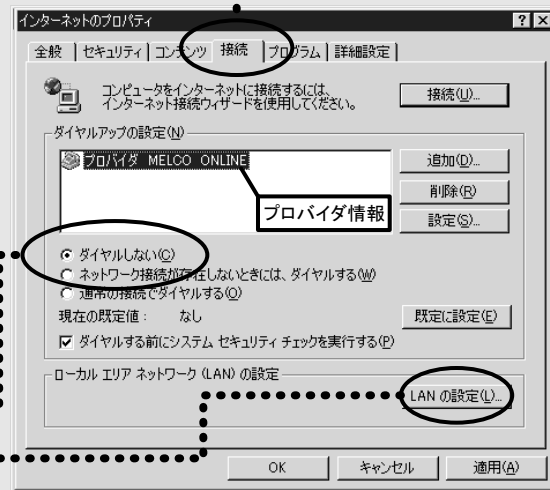 インターネットのプロパティ
全般 セキュリティ コンテンツ 接続 プログラム 詳細設定
コンピュータをインターネットに接続するには、
インターネット接続ウィザードを使用してください。
接続(U)...
ダイヤルアップの設定(N)
プロバイダ MELCO ONLINE
追加(D)...
削除(R)
設定(S)...
プロバイダ情報
ダイヤルしない(C)
ネットワーク接続が存在しないときには、ダイヤルする(W)
通常の接続でダイヤルする(O)
現在の既定値: なし
既定に設定(E)
ダイヤルする前にシステム セキュリティ チェックを実行する(P)
ローカル エリア ネットワーク (LAN) の設定
LAN の設定(L)...
OK キャンセル 適用(A)